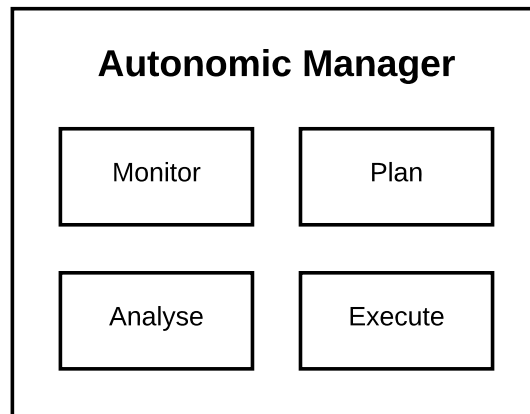 Autonomic Manager
Monitor
Plan
Analyse
Execute